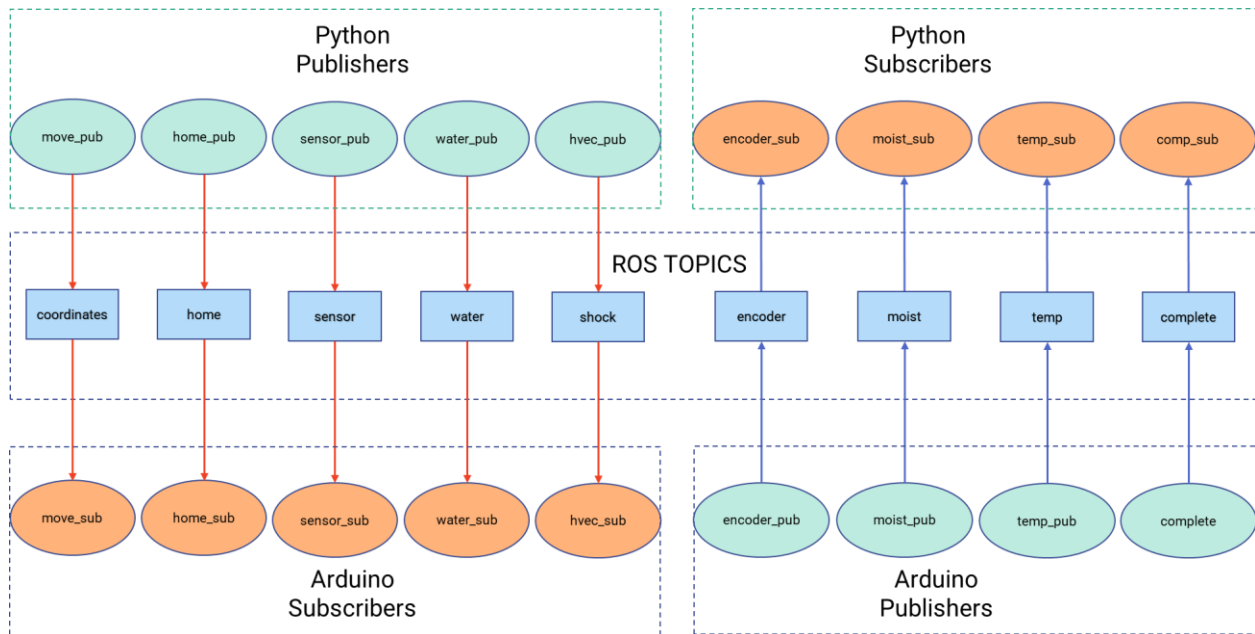 Python
Publishers
Python
Subscribers
move_pub
home_pub
sensor_pub
water_pub
hvec_pub
encoder_sub
moist_sub
temp_sub
comp_sub
ROS TOPICS
coordinates
home
sensor
water
shock
encoder
moist
temp
complete
move_sub
home_sub
sensor_sub
water_sub
hvec_sub
encoder_pub
moist_pub
temp_pub
complete
Arduino
Subscribers
Arduino
Publishers